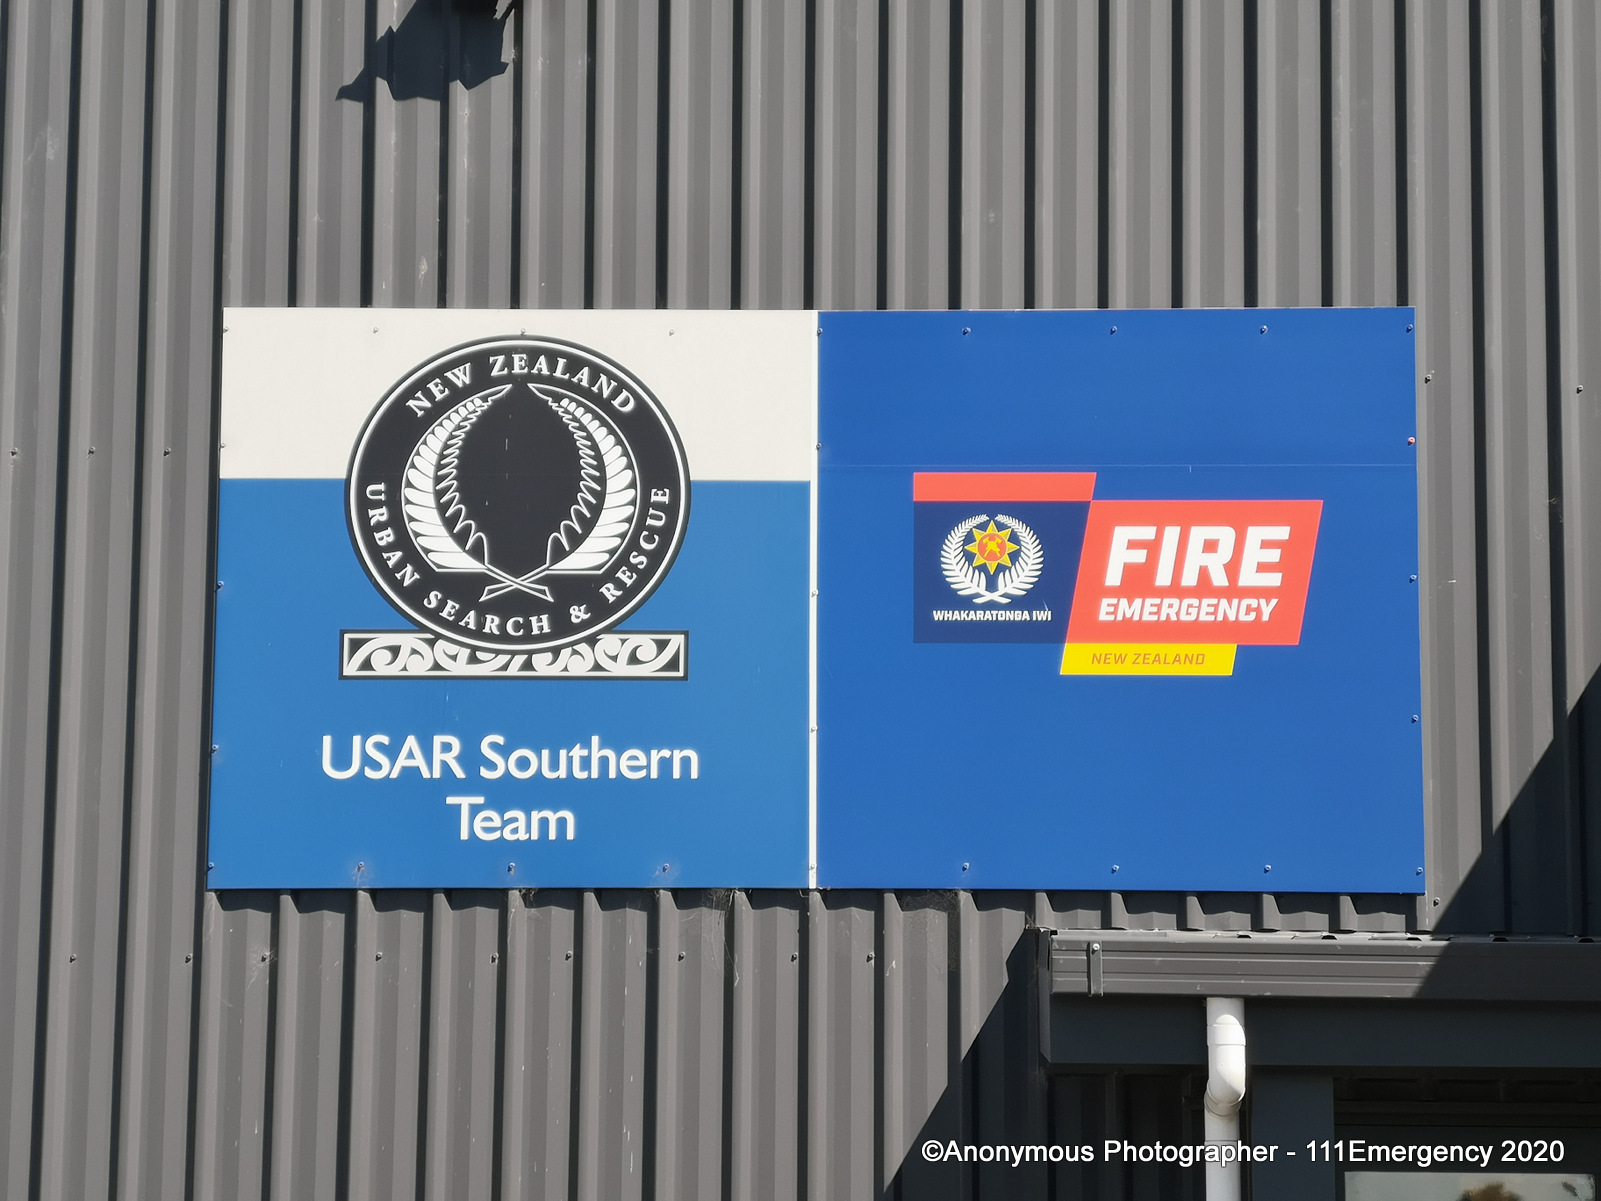 NEW ZEALAND
URBAN SEARCH & RESCUE
USAR Southern
Team
WHAKARATONGA IWI
FIRE
EMERGENCY
NEW ZEALAND
©Anonymous Photographer - 111Emergency 2020